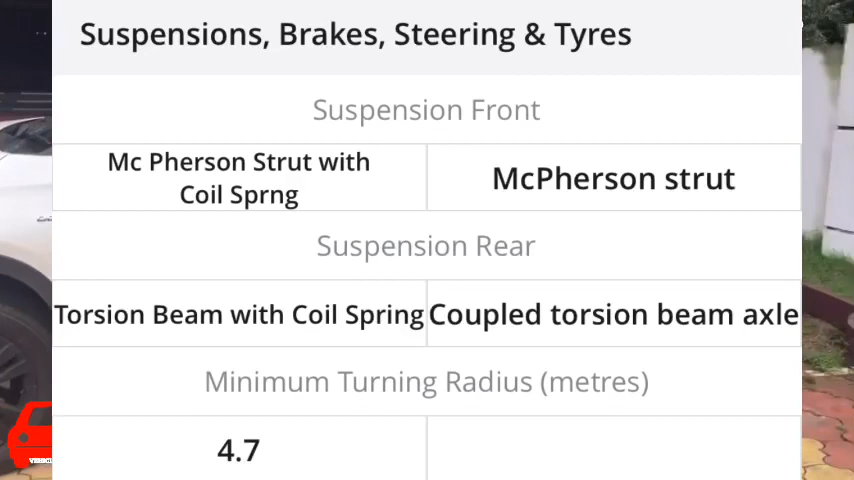 Suspensions, Brakes, Steering & Tyres
Suspension Front
Mc Pherson Strut with
Coil Sprng
McPherson strut
Suspension Rear
Torsion Beam with Coil Spring
Coupled torsion beam axle
Minimum Turning Radius (metres)
4.7